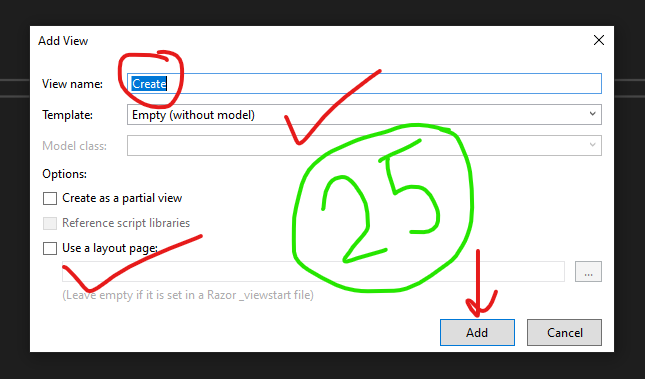 Add View
View name: Create
Template: Empty (without model)
Model class:
Options:
Create as a partial view
Reference script libraries
Use a layout page:
...
(Leave empty if it is set in a Razor _viewstart file)
25
Add Cancel